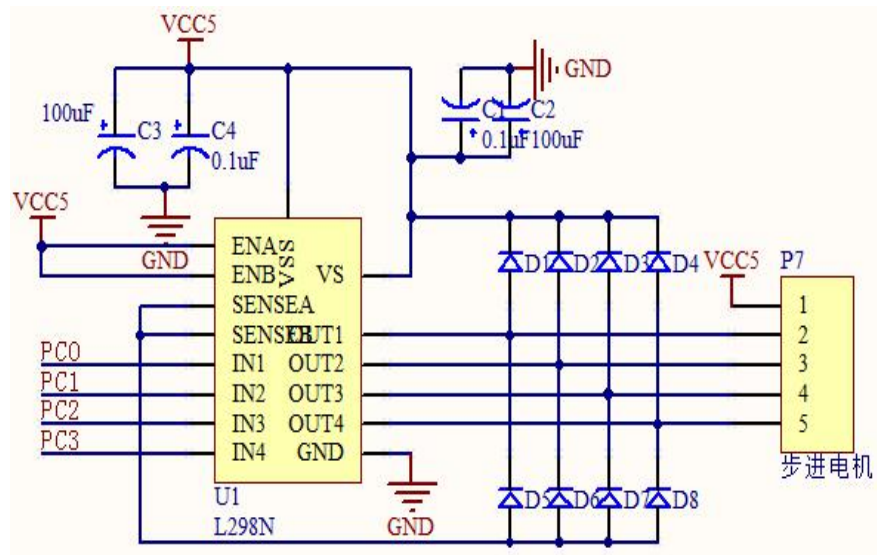 VCC5
GND
100uF
C3
C4
0.1uF
C1
C2
0.1uF
100uF
VCC5
GND
ENA
ENB
VSS
VS
SENSEA
SENSEB
OUT1
PC0
IN1
OUT2
PC1
IN2
OUT3
PC2
IN3
OUT4
PC3
IN4
GND
U1
L298N
GND
D1
D2
D3
D4
VCC5
P7
1
2
3
4
5
步进电机
D5
D6
D7
D8